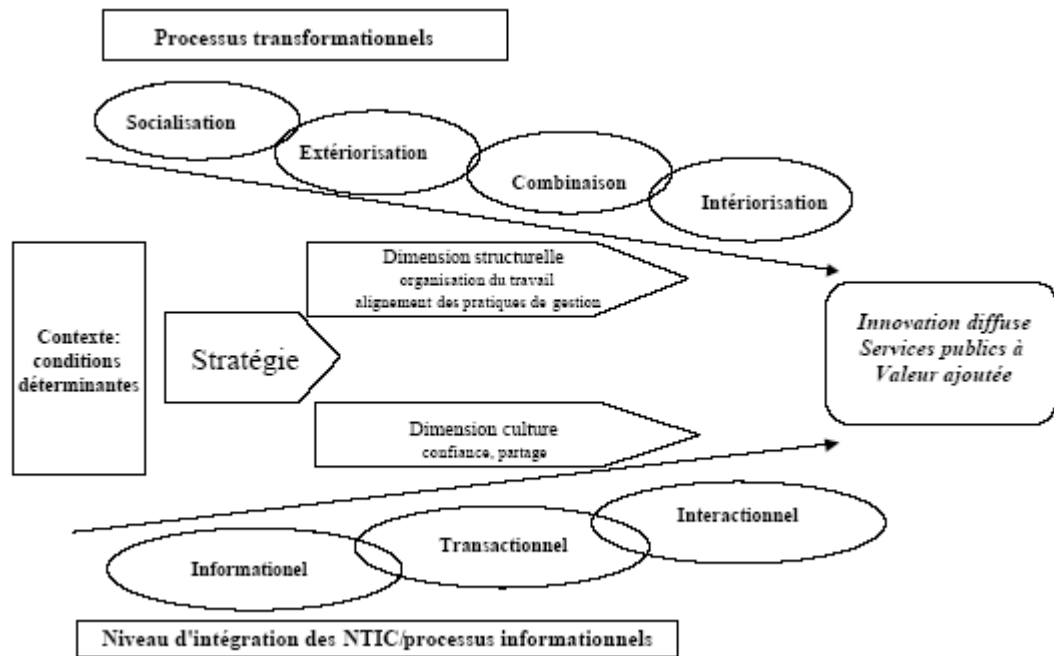 Processus transformationnels
Socialisation
Extériorisation
Combinaison
Intériorisation
Dimension structurelle
organisation du travail
alignement des pratiques de gestion
Contexte:
conditions
déterminantes
Stratégie
Innovation diffuse
Services publics à
Valeur ajoutée
Dimension culture
confiance, partage
Interactionnel
Transactionnel
Informationel
Niveau d'intégration des NTIC/processus informationnels